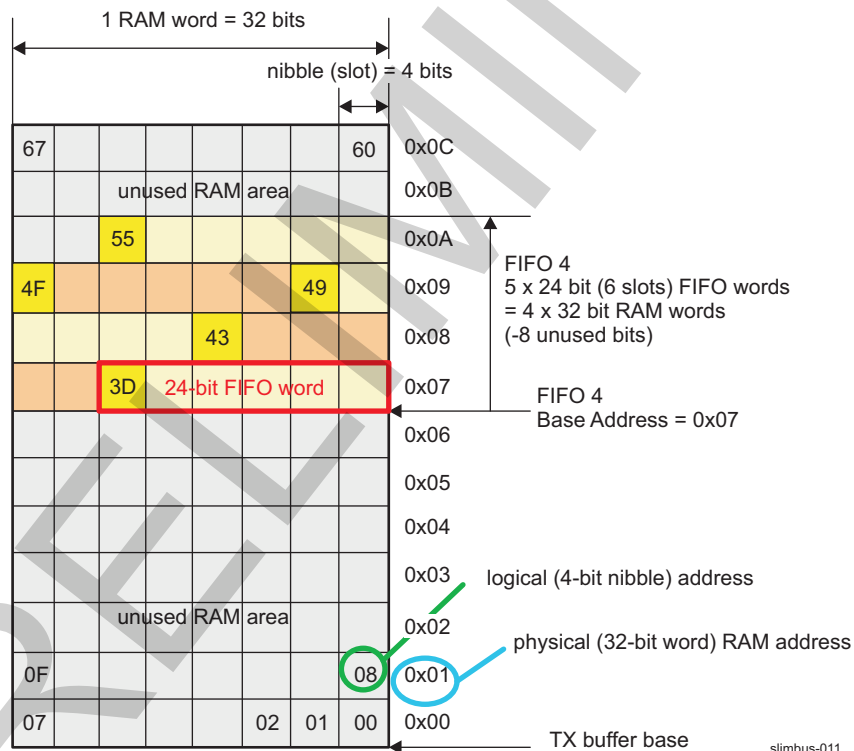 1 RAM word = 32 bits
nibble (slot) = 4 bits
67 60 0x0C
unused RAM area 0x0B
55 0x0A
FIFO 4
5 x 24 bit (6 slots) FIFO words
= 4 x 32 bit RAM words
(-8 unused bits)
4F 49 0x09
43 0x08
3D 24-bit FIFO word 0x07
FIFO 4
Base Address = 0x07
0x06
0x05
0x04
0x03
logical (4-bit nibble) address
unused RAM area 0x02
physical (32-bit word) RAM address
0F 08 0x01
07 02 01 00 0x00
TX buffer base
slimbus-011
RELIMI